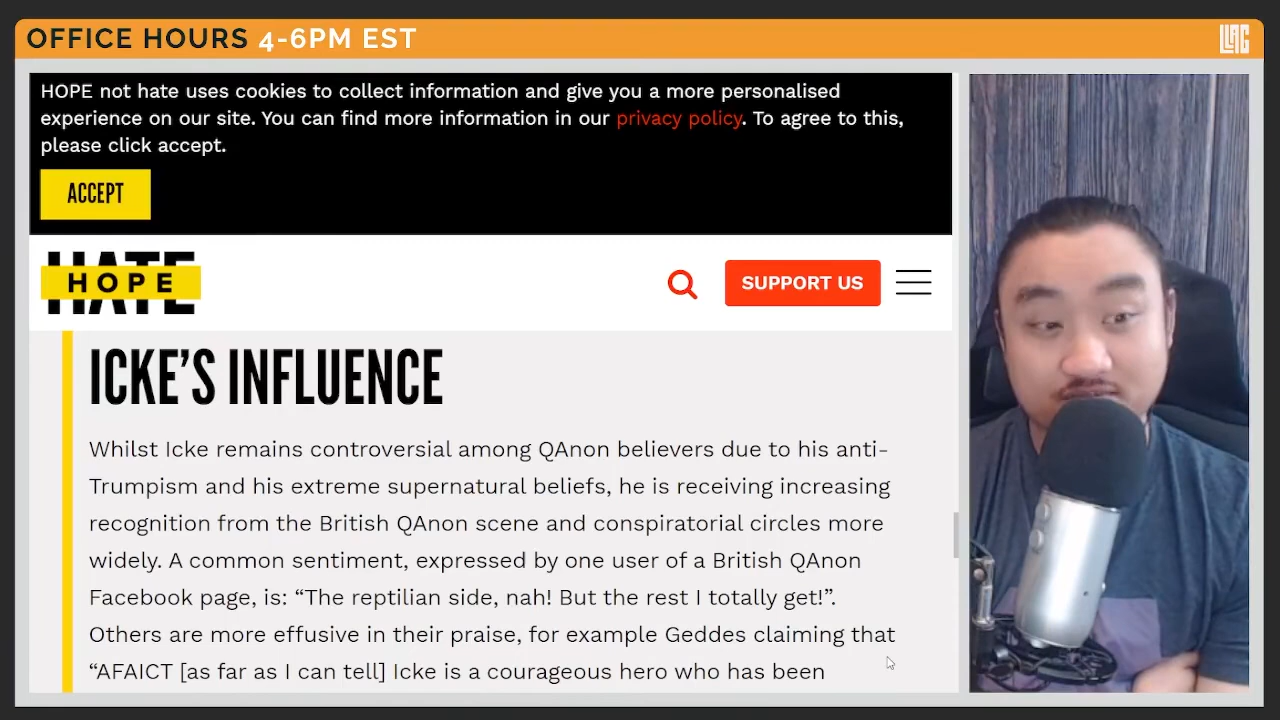 OFFICE HOURS 4-6PM EST
LLAG
HOPE not hate uses cookies to collect information and give you a more personalised
experience on our site. You can find more information in our privacy policy. To agree to this,
please click accept.
ACCEPT
HATE
HOPE
SUPPORT US
ICKE’S INFLUENCE
Whilst Icke remains controversial among QAnon believers due to his anti-
Trumpism and his extreme supernatural beliefs, he is receiving increasing
recognition from the British QAnon scene and conspiratorial circles more
widely. A common sentiment, expressed by one user of a British QAnon
Facebook page, is: “The reptilian side, nah! But the rest I totally get!”.
Others are more effusive in their praise, for example Geddes claiming that
“AFAICT [as far as I can tell] Icke is a courageous hero who has been